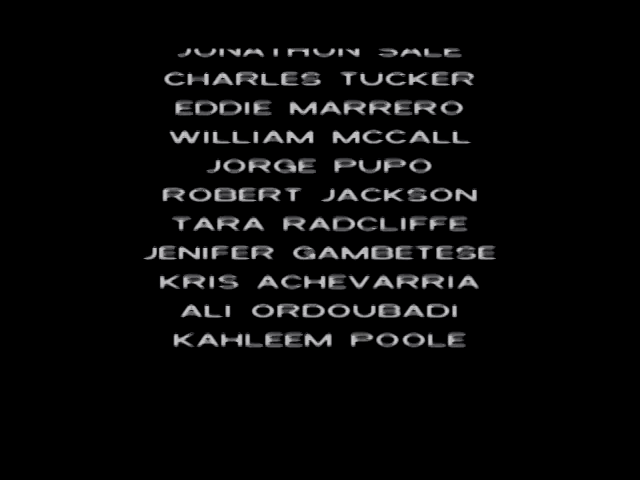 JONATHON SALE
CHARLES TUCKER
EDDIE MARRERO
WILLIAM MCCALL
JORGE PUPO
ROBERT JACKSON
TARA RADCLIFFE
JENIFER GAMBETESE
KRIS ACHEVARRIA
ALI ORDOUBADI
KAHLEEM POOLE